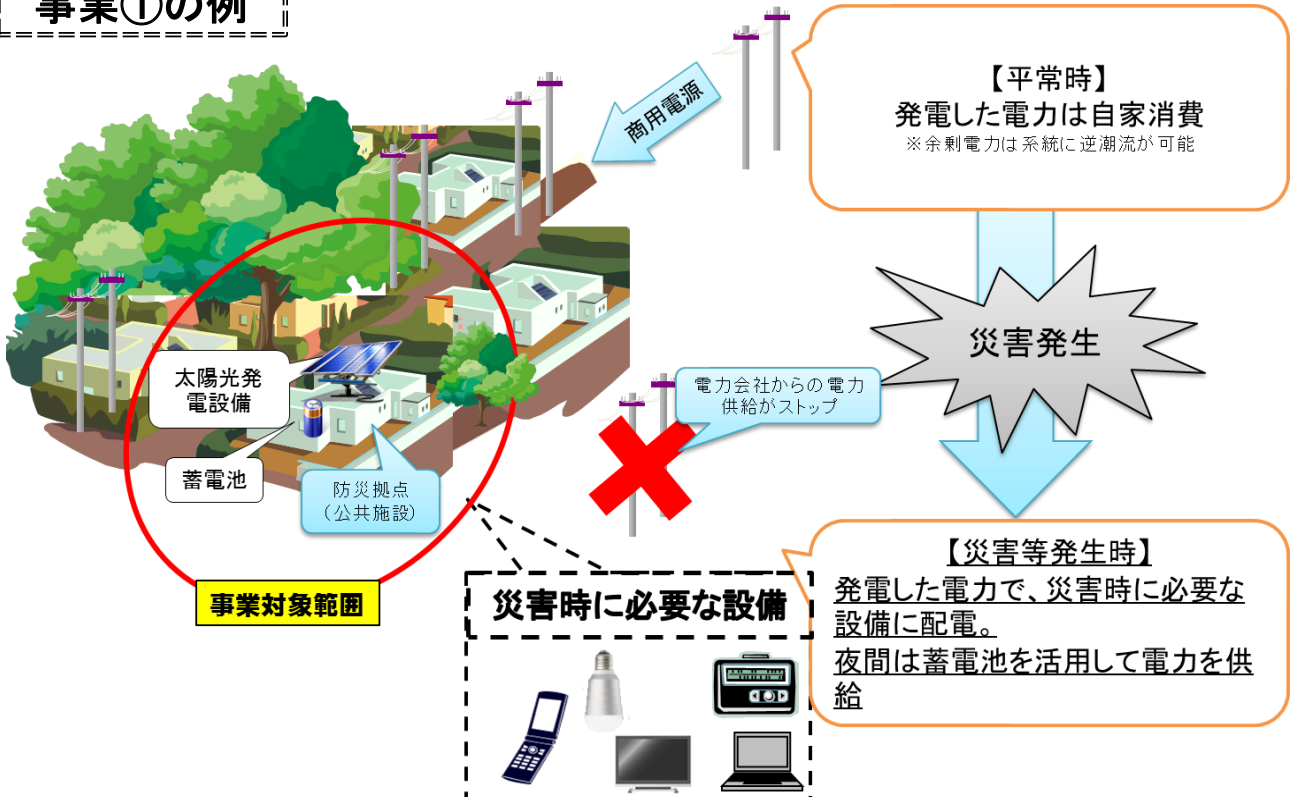 事業①の例
商用電源
【平常時】
発電した電力は自家消費
※余剰電力は系統に逆潮流が可能
災害発生
太陽光発
電設備
蓄電池
防災拠点
（公共施設）
電力会社からの電力
供給がストップ
事業対象範囲
災害時に必要な設備
【災害等発生時】
発電した電力で、災害時に必要な
設備に配電。
夜間は蓄電池を活用して電力を供
給